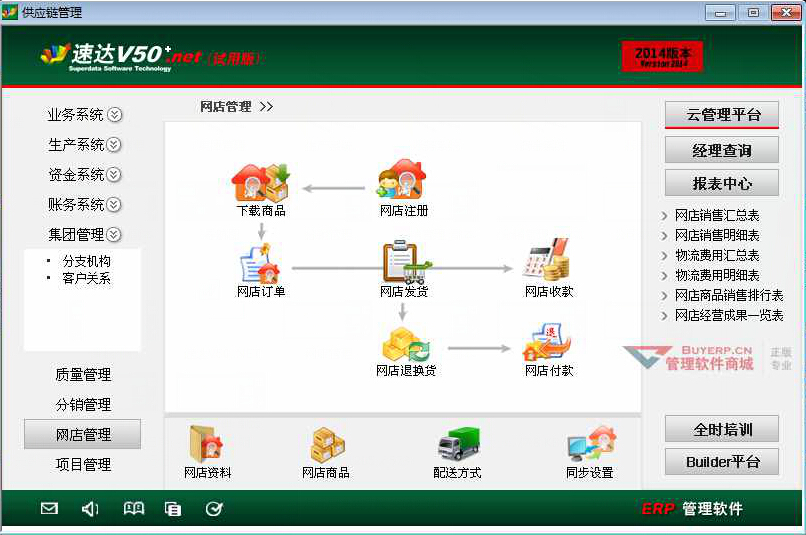 供应链管理
速达V50+.net(试用版)
Superdata Software Technology
2014版本
Version2014
业务系统
生产系统
资金系统
账务系统
集团管理
· 分支机构
· 客户关系
质量管理
分销管理
网店管理
项目管理
网店管理 >>
下载商品
网店注册
网店订单
网店发货
网店收款
网店退换货
退
网店付款
网店资料
网店商品
配送方式
同步设置
云管理平台
经理查询
报表中心
网店销售汇总表
网店销售明细表
物流费用汇总表
物流费用明细表
网店商品销售排行表
网店经营成果一览表
BUYERP.CN
管理软件商城
正版
专业
全时培训
Builder平台
ERP 管理软件